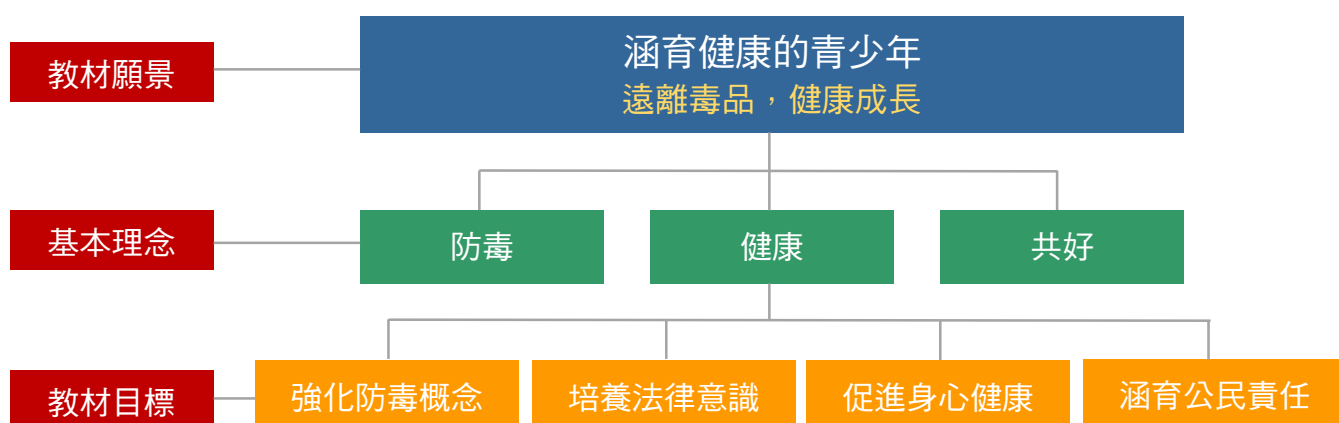 教材願景
涵育健康的青少年
遠離毒品，健康成長
基本理念
防毒
健康
共好
教材目標
強化防毒概念
培養法律意識
促進身心健康
涵育公民責任